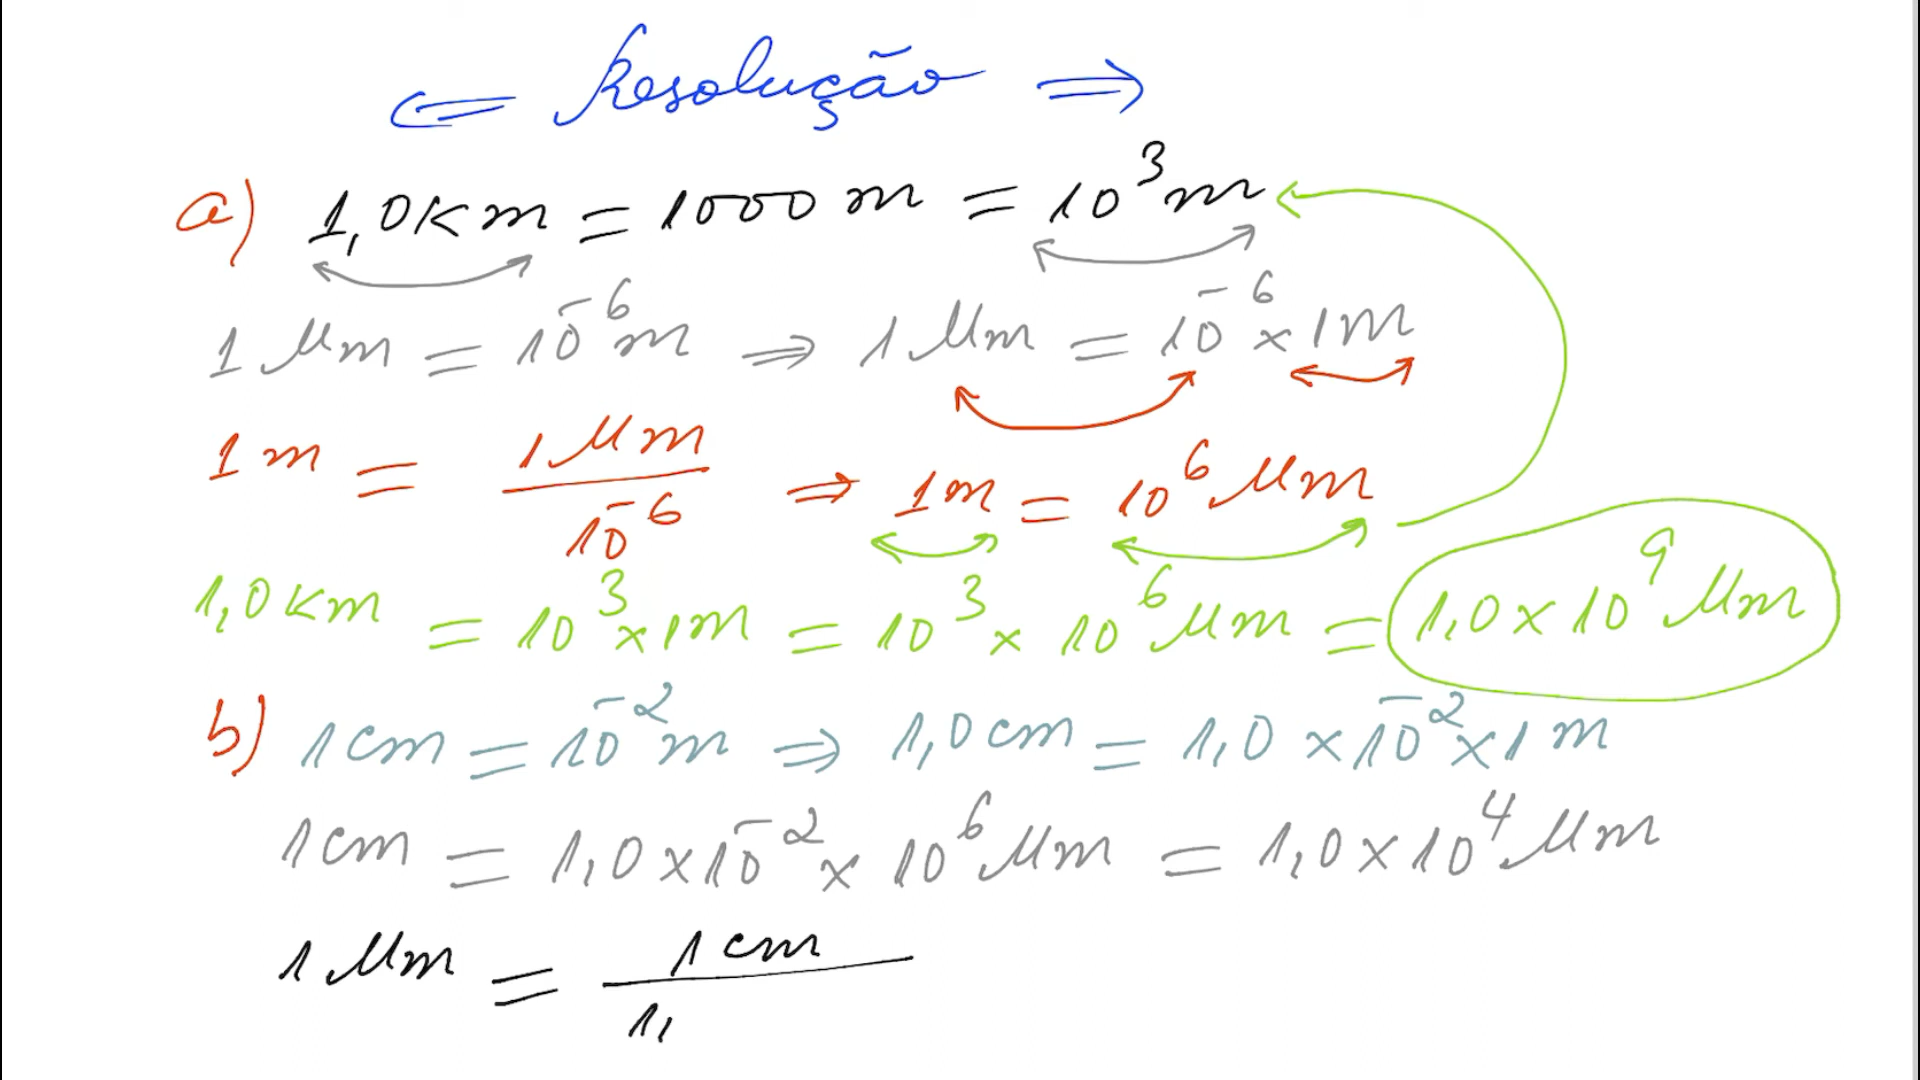 ⇐ Resolução ⇒
a) 1,0Km = 1000 m = 10³ m
1 μm = 10⁻⁶ m ⇒ 1 μm = 10⁻⁶ × 1m
1 m = 1 μm / 10⁻⁶ ⇒ 1m = 10⁶ μm
1,0 Km = 10³ × 1m = 10³ × 10⁶ μm = 1,0 × 10⁹ μm
b) 1 cm = 10⁻² m ⇒ 1,0 cm = 1,0 × 10⁻² × 1 m
1 cm = 1,0 × 10⁻² × 10⁶ μm = 1,0 × 10⁴ μm
1 μm = 1 cm / 1,